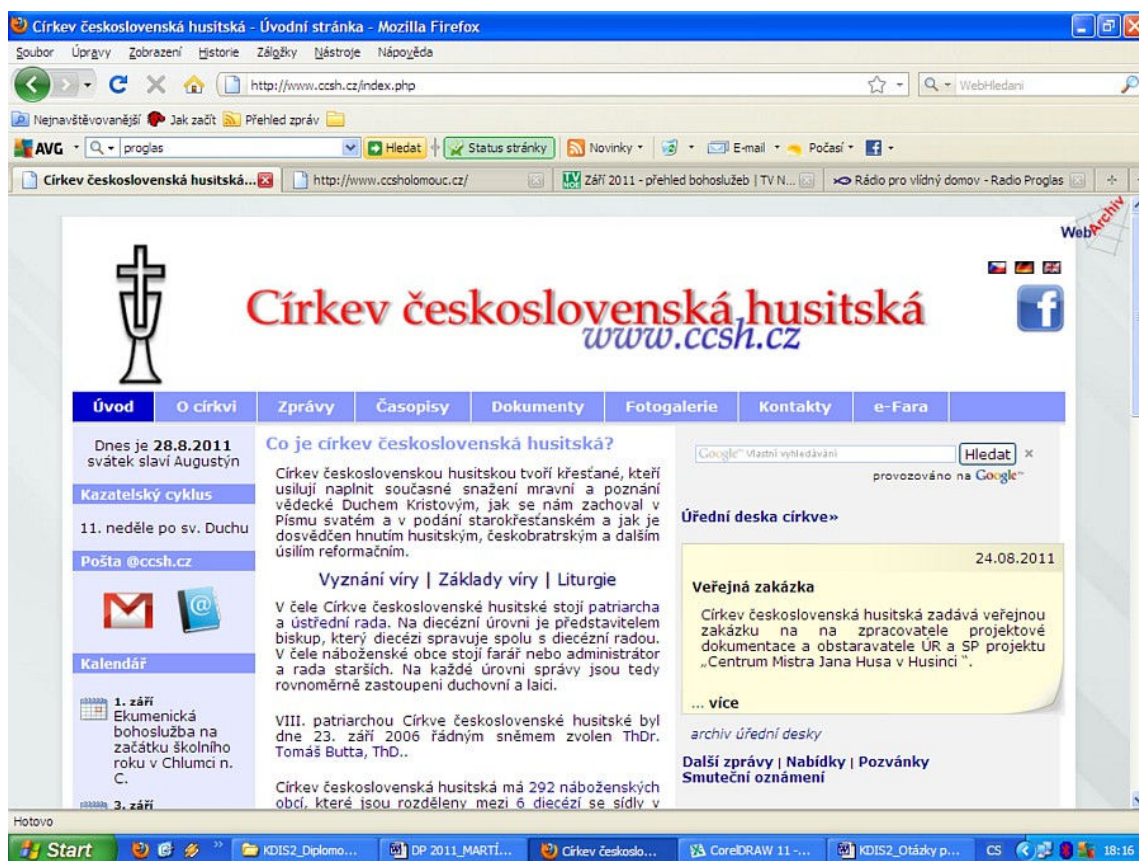 Církev československá husitská - Úvodní stránka - Mozilla Firefox
Soubor Úpravy Zobrazení Historie Záložky Nástroje Nápověda
http://www.ccsh.cz/index.php
WebHledani
Nejnavštěvovanější Jak začít Přehled zpráv
AVG proglas Hledat Status stránky Novinky E-mail Počasí
Církev československá husitská... http://www.ccsholomouc.cz/ Září 2011 - přehled bohoslužeb | TV N... Rádio pro vlídný domov - Radio Proglas
WebArchiv
Církev československá husitská
www.ccsh.cz
Úvod O církvi Zprávy Časopisy Dokumenty Fotogalerie Kontakty e-Fara
Dnes je 28.8.2011
svátek slaví Augustýn
Kazatelský cyklus
11. neděle po sv. Duchu
Pošta @ccsh.cz
Kalendář
1. září
Ekumenická
bohoslužba na
začátku školního
roku v Chlumci n.
C.
3. září
Co je církev československá husitská?
Církev československou husitskou tvoří křesťané, kteří
usilují naplnit současné snažení mravní a poznání
vědecké Duchem Kristovým, jak se nám zachoval v
Písmu svatém a v podání starokřesťanském a jak je
dosvědčen hnutím husitským, českobratrským a dalším
úsilím reformačním.
Vyznání víry | Základy víry | Liturgie
V čele Církve československé husitské stojí patriarcha
a ústřední rada. Na diecézní úrovni je představitelem
biskup, který diecézi spravuje spolu s diecézní radou.
V čele náboženské obce stojí farář nebo administrátor
a rada starších. Na každé úrovni správy jsou tedy
rovnoměrně zastoupeni duchovní a laici.
VIII. patriarchou Církve československé husitské byl
dne 23. září 2006 řádným sněmem zvolen ThDr.
Tomáš Butta, ThD..
Církev československá husitská má 292 náboženských
obcí, které jsou rozděleny mezi 6 diecézí se sídly v
Google™ Vlastní vyhledávání Hledat ×
provozováno na Google™
Úřední deska církve»
24.08.2011
Veřejná zakázka
Církev československá husitská zadává veřejnou
zakázku na na zpracovatele projektové
dokumentace a obstaravatele ÚR a SP projektu
„Centrum Mistra Jana Husa v Husinci “.
... více
archiv úřední desky
Další zprávy | Nabídky | Pozvánky
Smuteční oznámení
Hotovo
Start KDIS2_Diplomo... DP 2011_MARTÍ... Církev českoslo... CorelDRAW 11 -... KDIS2_Otázky p... CS 18:16